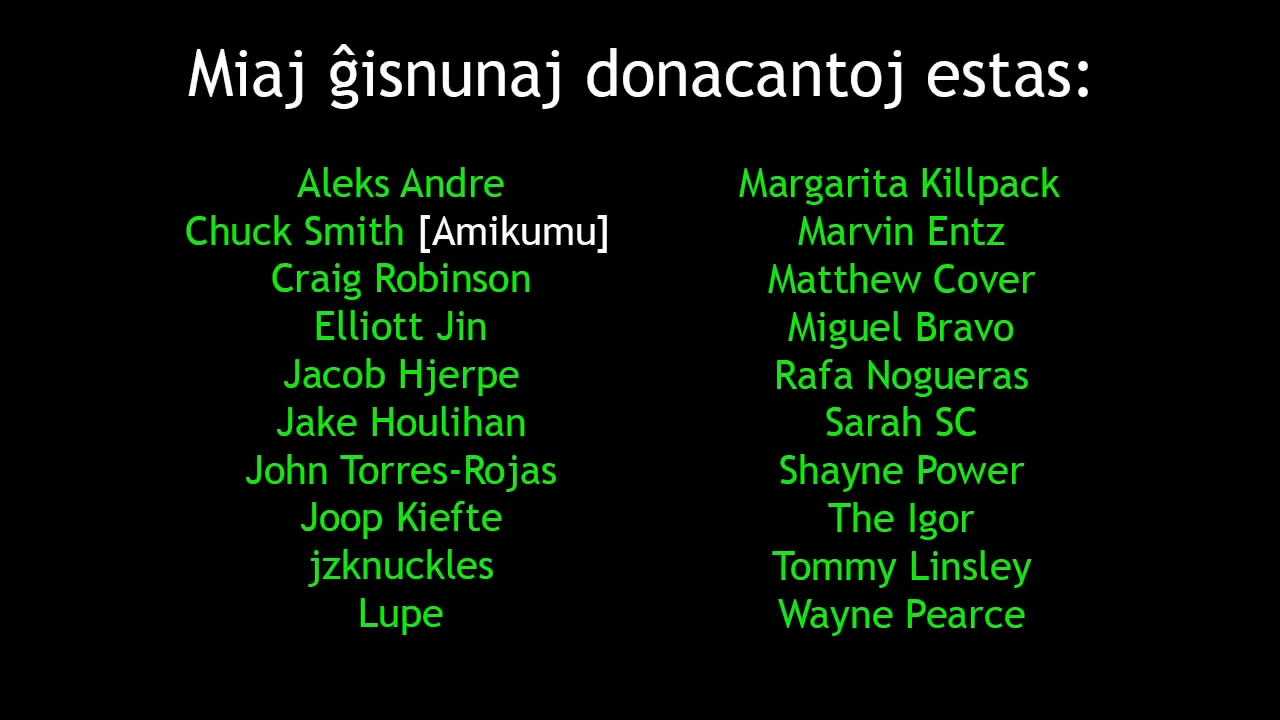 Miaj ĝisnunaj donacantoj estas:
Aleks Andre
Chuck Smith [Amikumu]
Craig Robinson
Elliott Jin
Jacob Hjerpe
Jake Houlihan
John Torres-Rojas
Joop Kiefte
jzknuckles
Lupe
Margarita Killpack
Marvin Entz
Matthew Cover
Miguel Bravo
Rafa Nogueras
Sarah SC
Shayne Power
The Igor
Tommy Linsley
Wayne Pearce